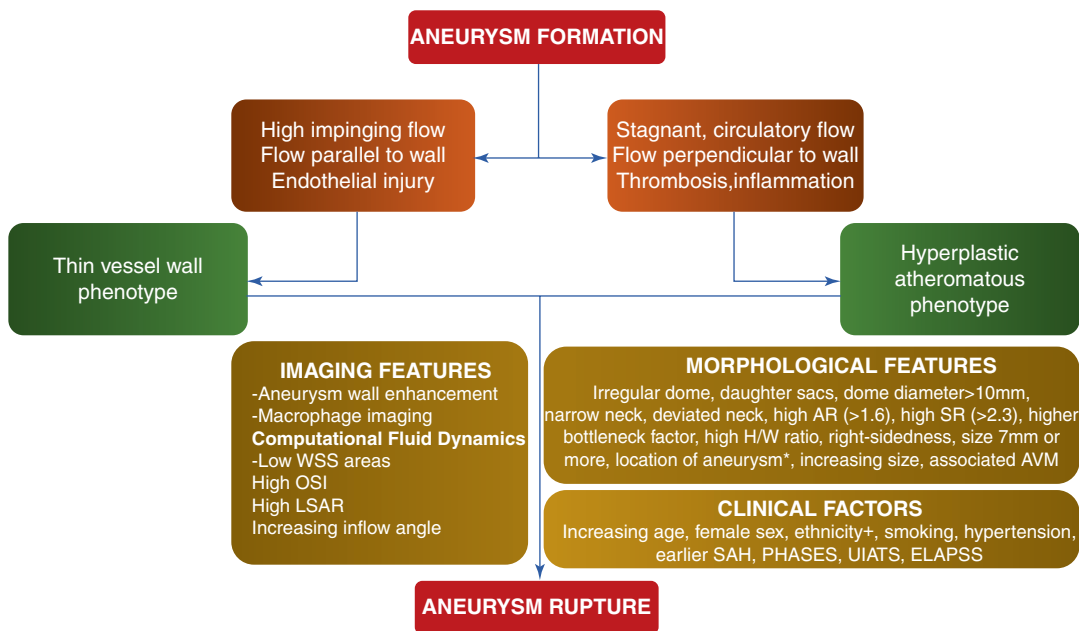 ANEURYSM FORMATION
High impinging flow
Flow parallel to wall
Endothelial injury
Stagnant, circulatory flow
Flow perpendicular to wall
Thrombosis,inflammation
Thin vessel wall
phenotype
Hyperplastic
atheromatous
phenotype
IMAGING FEATURES
-Aneurysm wall enhancement
-Macrophage imaging
Computational Fluid Dynamics
-Low WSS areas
High OSI
High LSAR
Increasing inflow angle
MORPHOLOGICAL FEATURES
Irregular dome, daughter sacs, dome diameter>10mm,
narrow neck, deviated neck, high AR (>1.6), high SR (>2.3), higher
bottleneck factor, high H/W ratio, right-sidedness, size 7mm or
more, location of aneurysm*, increasing size, associated AVM
CLINICAL FACTORS
Increasing age, female sex, ethnicity+, smoking, hypertension,
earlier SAH, PHASES, UIATS, ELAPSS
ANEURYSM RUPTURE